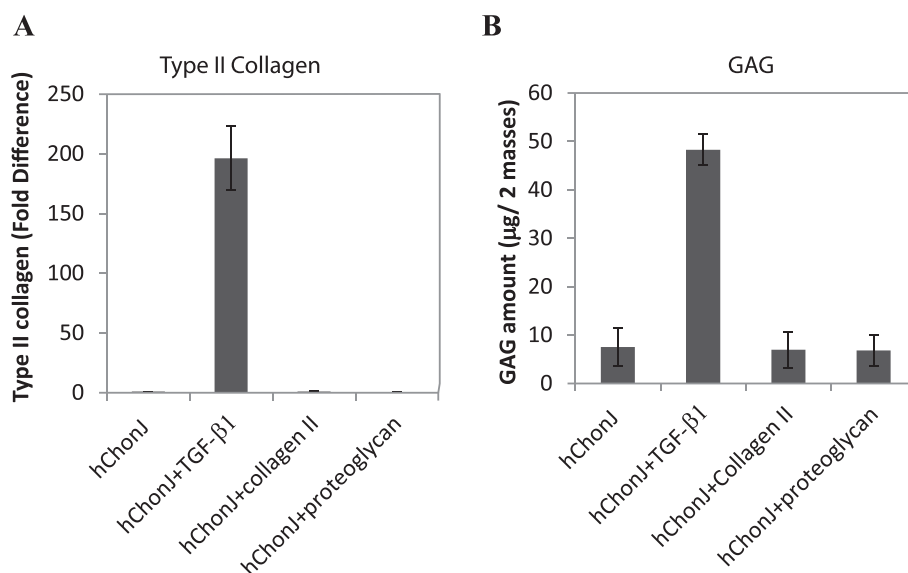 A
Type II Collagen
Type II collagen (Fold Difference)
250
200
150
100
50
0
hChonJ
hChonJ+TGF-β1
hChonJ+collagen II
hChonJ+proteoglycan
B
GAG
GAG amount (μg/ 2 masses)
60
50
40
30
20
10
0
hChonJ
hChonJ+TGF-β1
hChonJ+Collagen II
hChonJ+proteoglycan